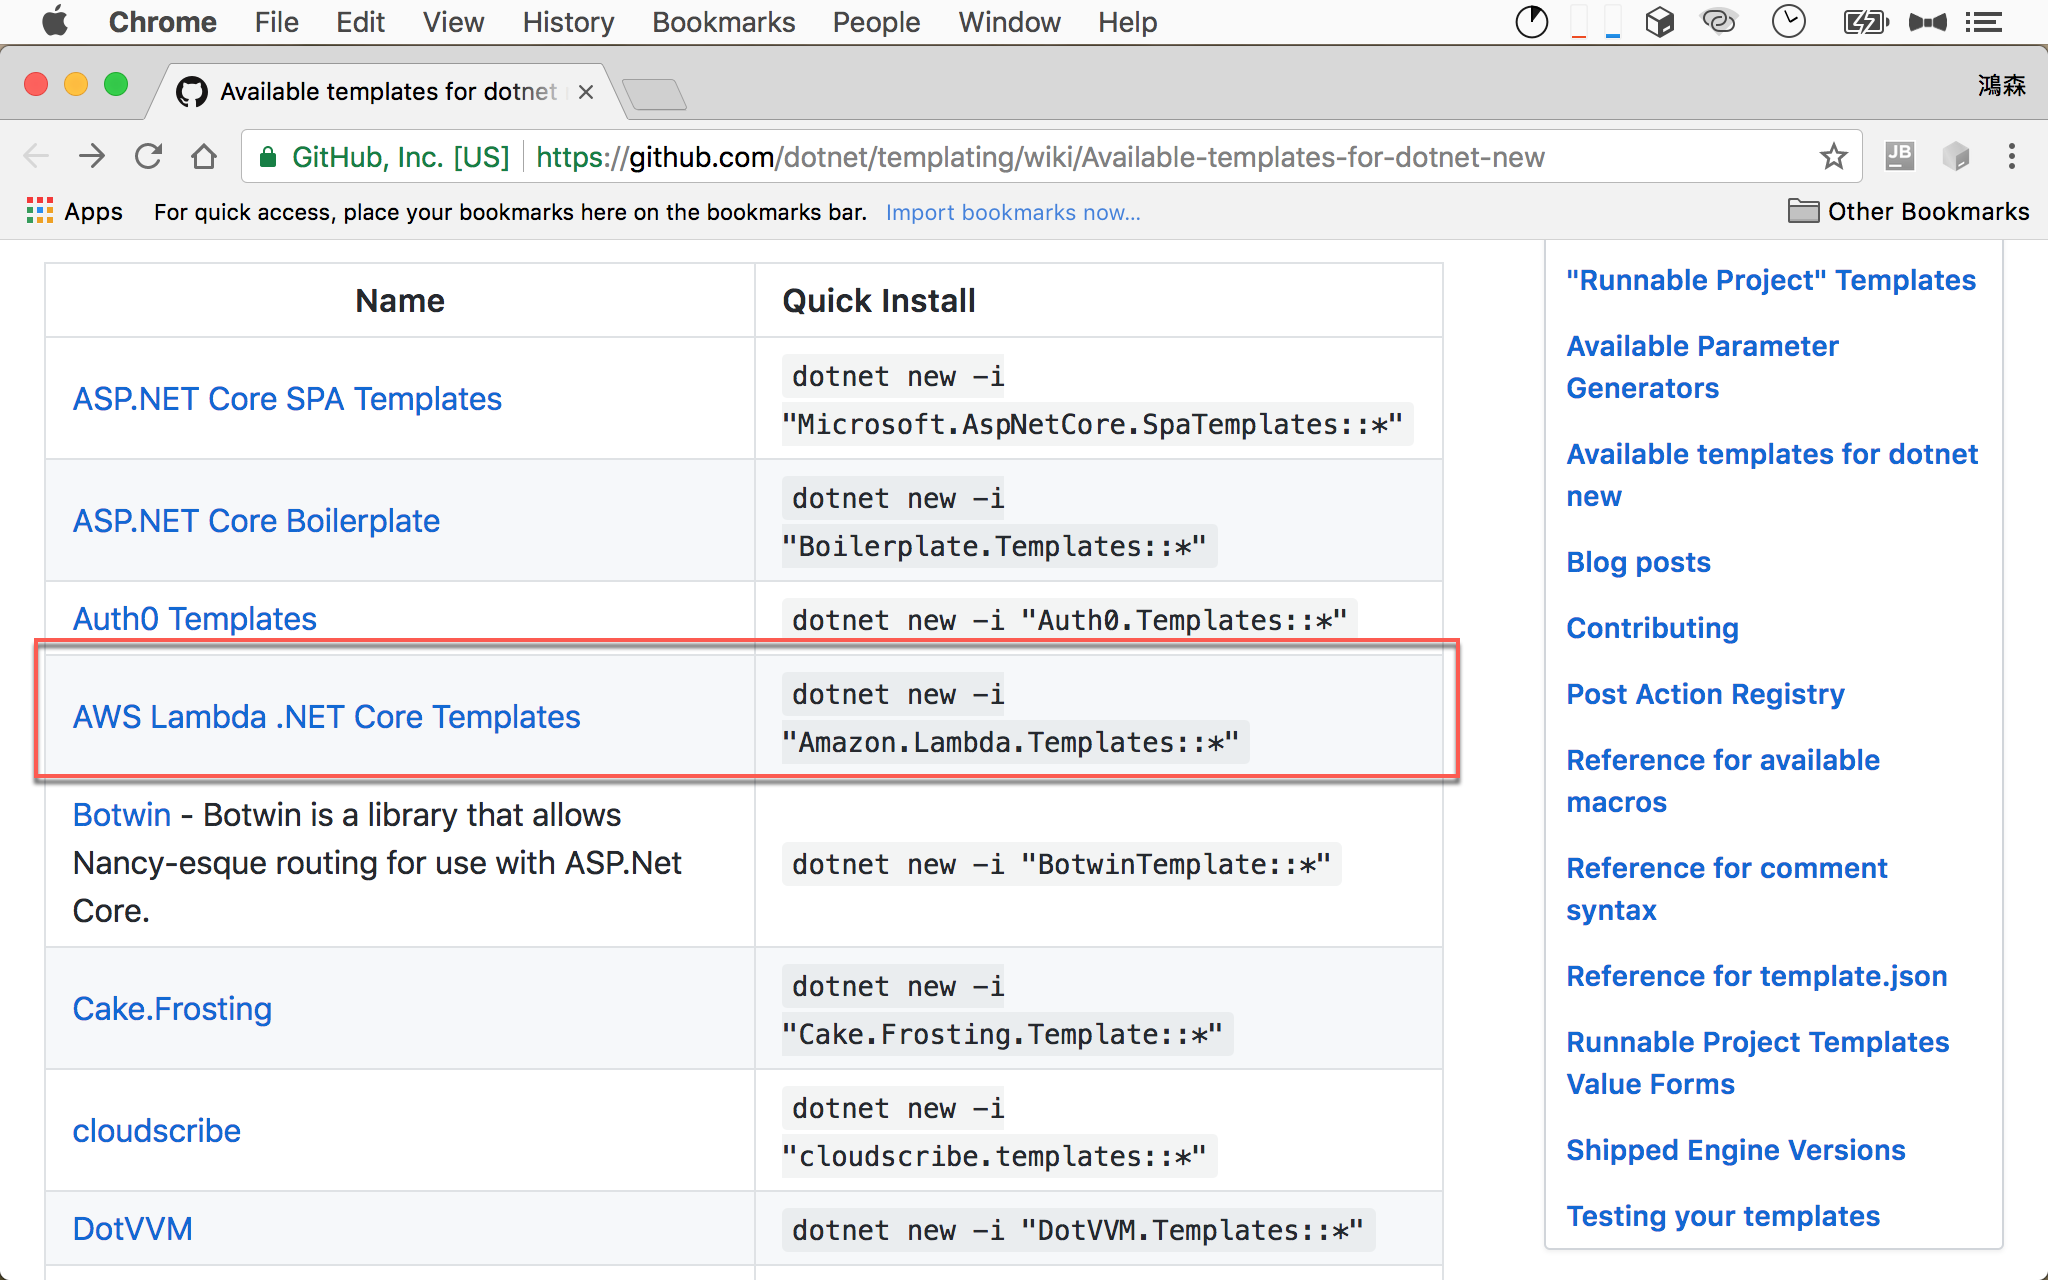 Chrome File Edit View History Bookmarks People Window Help
Available templates for dotnet
鴻森
GitHub, Inc. [US] https://github.com/dotnet/templating/wiki/Available-templates-for-dotnet-new
JB
Apps For quick access, place your bookmarks here on the bookmarks bar. Import bookmarks now... Other Bookmarks
Name Quick Install
ASP.NET Core SPA Templates
dotnet new -i
"Microsoft.AspNetCore.SpaTemplates::*"
ASP.NET Core Boilerplate
dotnet new -i
"Boilerplate.Templates::*"
Auth0 Templates
dotnet new -i "Auth0.Templates::*"
AWS Lambda .NET Core Templates
dotnet new -i
"Amazon.Lambda.Templates::*"
Botwin - Botwin is a library that allows
Nancy-esque routing for use with ASP.Net
Core.
dotnet new -i "BotwinTemplate::*"
Cake.Frosting
dotnet new -i
"Cake.Frosting.Template::*"
cloudscribe
dotnet new -i
"cloudscribe.templates::*"
DotVVM
dotnet new -i "DotVVM.Templates::*"
"Runnable Project" Templates
Available Parameter
Generators
Available templates for dotnet
new
Blog posts
Contributing
Post Action Registry
Reference for available
macros
Reference for comment
syntax
Reference for template.json
Runnable Project Templates
Value Forms
Shipped Engine Versions
Testing your templates